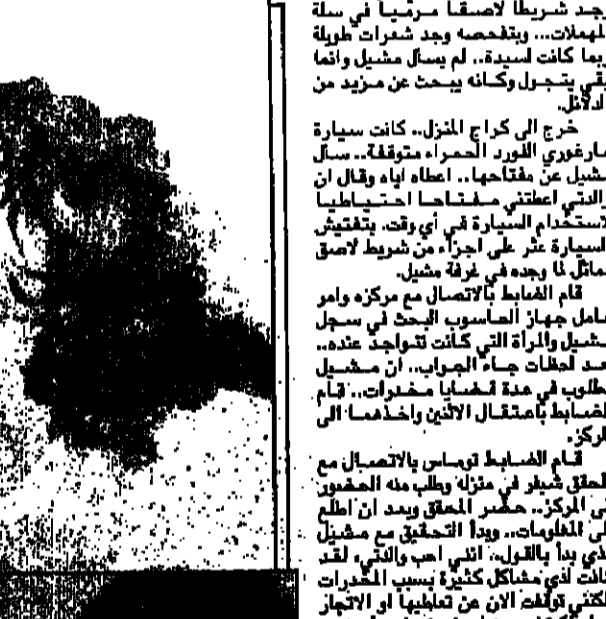 وجد شريطا لاصقا مرميا في سلة
المهملات... وبتفحصه وجد شعرات طويلة
ربما كانت لسيدة.. لم يسأل مشيل وانما
بقي يتجول وكأنه يبحث عن مزيد من
الدلائل.
خرج الى كراج المنزل.. كانت سيارة
مارغوري الفورد الحمراء متوقفة.. سأل
مشيل عن مفتاحها.. اعطاه اياه وقال ان
والدتي اعطتني مفتاحا احتياطيا
لاستخدام السيارة في أي وقت. بتفتيش
السيارة عثر على اجزاء من شريط لاصق
مماثل لما وجده في غرفة مشيل.
قام الضابط بالاتصال مع مركزه وامر
عامل جهاز الحاسوب البحث في سجل
مشيل والمرأة التي كانت تتواجد عنده..
بعد لحظات جاء الجواب.. ان مشيل
مطلوب في عدة قضايا مخدرات.. قام
الضابط باعتقال الاثنين واخذهما الى
المركز.
قام الضابط توماس بالاتصال مع
المحقق شيفر في منزله وطلب منه الحضور
الى المركز.. حضر المحقق وبعد ان اطلع
على المعلومات.. وبدأ التحقيق مع مشيل
الذي بدأ بالقول.. انني احب والدتي، لقد
كانت لدي مشاكل كثيرة بسبب المخدرات
لكنني توقفت الان عن تعاطيها او الاتجار